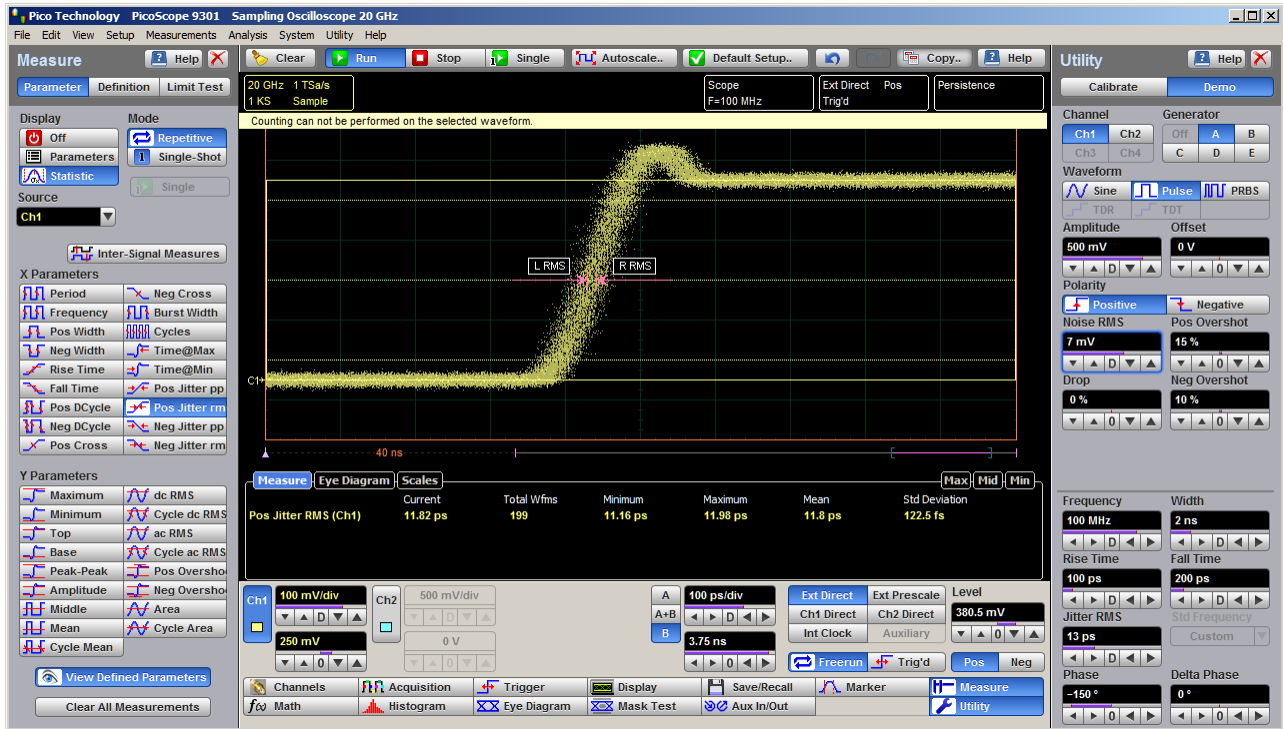 Pico Technology PicoScope 9301 Sampling Oscilloscope 20 GHz
File Edit View Setup Measurements Analysis System Utility Help
Measure
Help
Parameter Definition Limit Test
Display
Off
Parameters
Statistic
Mode
Repetitive
Single-Shot
Single
Source
Ch1
Inter-Signal Measures
X Parameters
Period Neg Cross
Frequency Burst Width
Pos Width Cycles
Neg Width Time@Max
Rise Time Time@Min
Fall Time Pos Jitter pp
Pos DCycle Pos Jitter rm
Neg DCycle Neg Jitter pp
Pos Cross Neg Jitter rm
Y Parameters
Maximum dc RMS
Minimum Cycle dc RMS
Top ac RMS
Base Cycle ac RMS
Peak-Peak Pos Oversho
Amplitude Neg Oversho
Middle Area
Mean Cycle Area
Cycle Mean
View Defined Parameters
Clear All Measurements
Clear Run Stop Single Autoscale.. Default Setup.. Copy.. Help
20 GHz 1 TSa/s
1 KS Sample
Scope
F=100 MHz
Ext Direct Pos
Trig'd
Persistence
Counting can not be performed on the selected waveform.
L RMS R RMS
C1
40 ns
Measure Eye Diagram Scales Max Mid Min
Current Total Wfms Minimum Maximum Mean Std Deviation
Pos Jitter RMS (Ch1) 11.82 ps 199 11.16 ps 11.98 ps 11.8 ps 122.5 fs
Ch1
100 mV/div
D
250 mV
0
Ch2
500 mV/div
D
0 V
0
A
A+B
B
100 ps/div
D
3.75 ns
0
Ext Direct Ext Prescale
Ch1 Direct Ch2 Direct
Int Clock Auxiliary
Freerun Trig'd
Level
380.5 mV
0
Pos Neg
Channels Acquisition Trigger Display Save/Recall Marker Measure
f(x) Math Histogram Eye Diagram Mask Test Aux In/Out Utility
Utility
Help
Calibrate Demo
Channel Generator
Ch1 Ch2 Off A B
Ch3 Ch4 C D E
Waveform
Sine Pulse PRBS
TDR TDT
Amplitude Offset
500 mV 0 V
D 0
Polarity
Positive Negative
Noise RMS Pos Overshot
7 mV 15 %
D 0
Drop Neg Overshot
0 % 10 %
0 0
Frequency Width
100 MHz 2 ns
D D
Rise Time Fall Time
100 ps 200 ps
D D
Jitter RMS Std Frequency
13 ps Custom
D
Phase Delta Phase
-150 ° 0 °
0 0